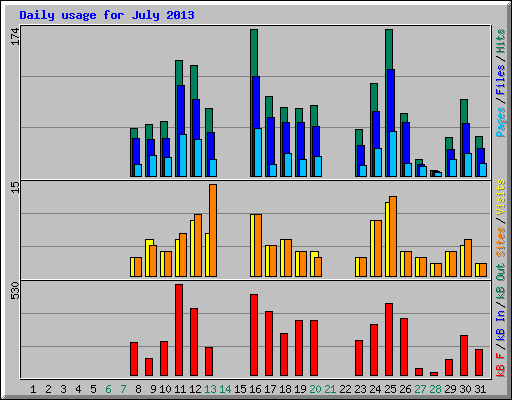 Daily usage for July 2013
174
15
530
Pages / Files / Hits
Sites / Visits
kB F / kB In / kB Out
1 2 3 4 5 6 7 8 9 10 11 12 13 14 15 16 17 18 19 20 21 22 23 24 25 26 27 28 29 30 31